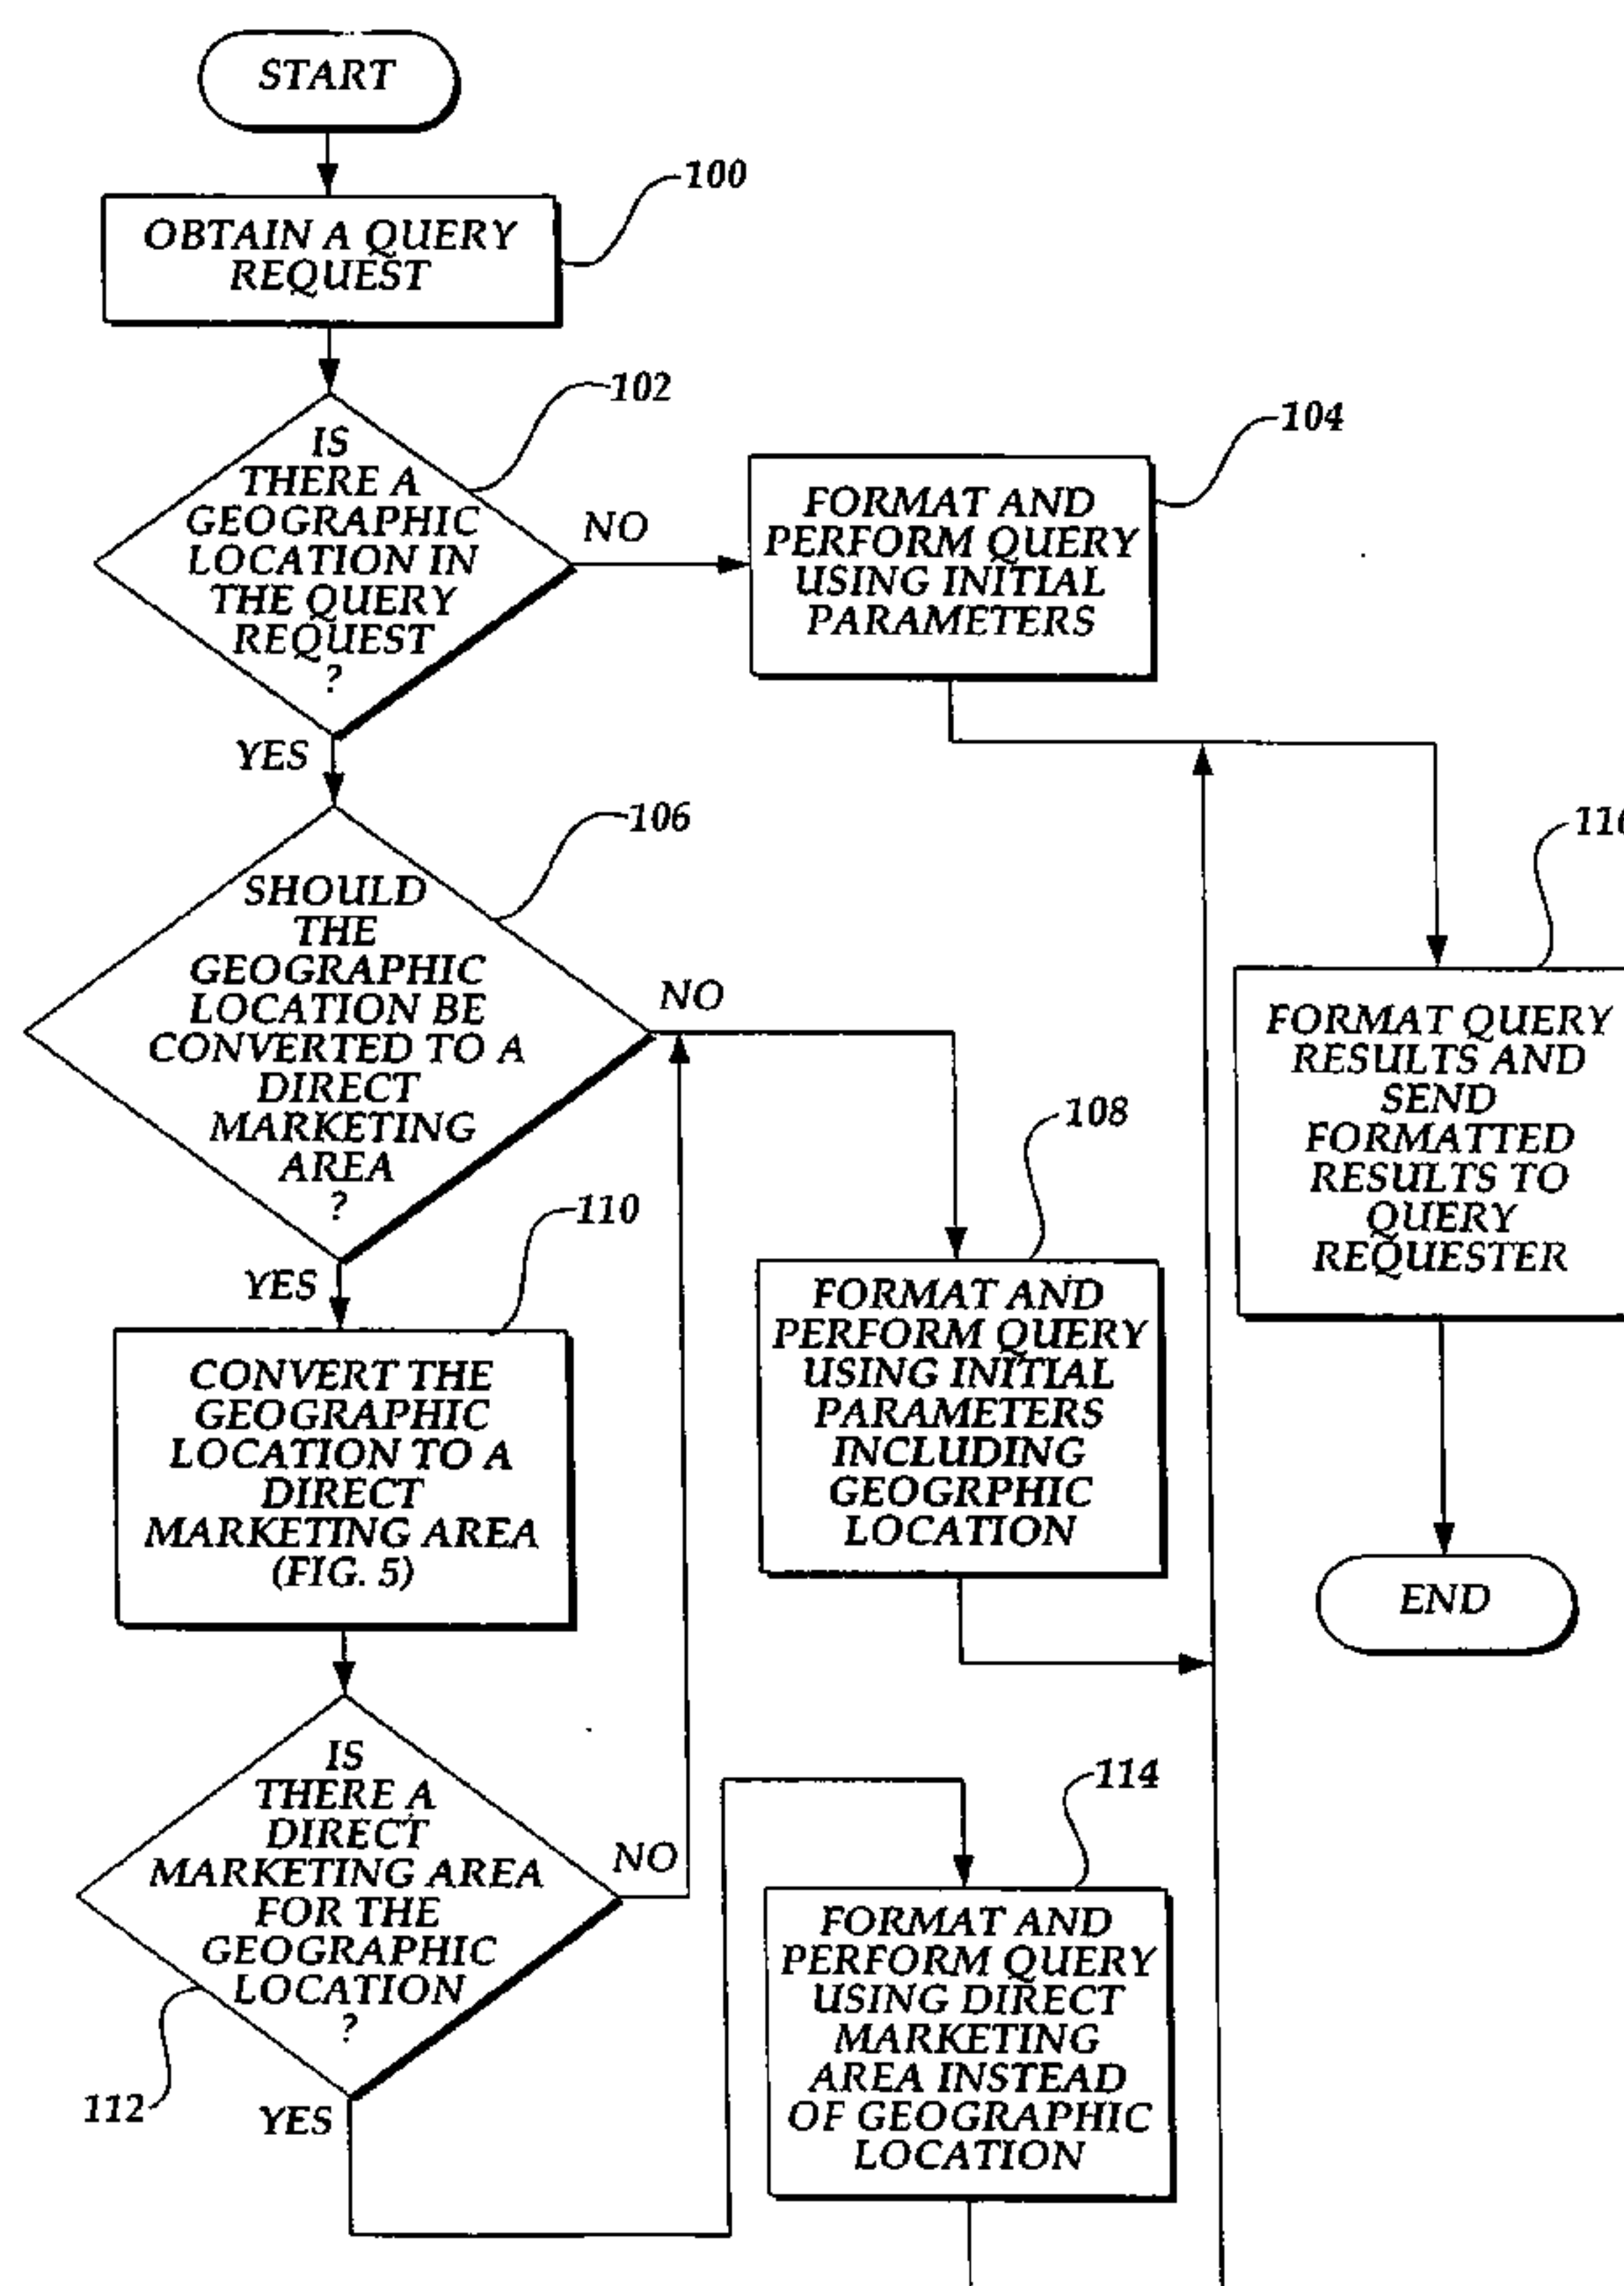 START
100
OBTAIN A QUERY
REQUEST
102
IS
THERE A
GEOGRAPHIC
LOCATION IN
THE QUERY
REQUEST
?
NO
YES
104
FORMAT AND
PERFORM QUERY
USING INITIAL
PARAMETERS
106
SHOULD
THE
GEOGRAPHIC
LOCATION BE
CONVERTED TO A
DIRECT
MARKETING
AREA
?
NO
YES
108
FORMAT AND
PERFORM QUERY
USING INITIAL
PARAMETERS
INCLUDING
GEOGRPHIC
LOCATION
110
CONVERT THE
GEOGRAPHIC
LOCATION TO A
DIRECT
MARKETING AREA
(FIG. 5)
IS
THERE A
DIRECT
MARKETING AREA
FOR THE
GEOGRAPHIC
LOCATION
?
NO
112
YES
114
FORMAT AND
PERFORM QUERY
USING DIRECT
MARKETING
AREA INSTEAD
OF GEOGRAPHIC
LOCATION
FORMAT QUERY
RESULTS AND
SEND
FORMATTED
RESULTS TO
QUERY
REQUESTER
END